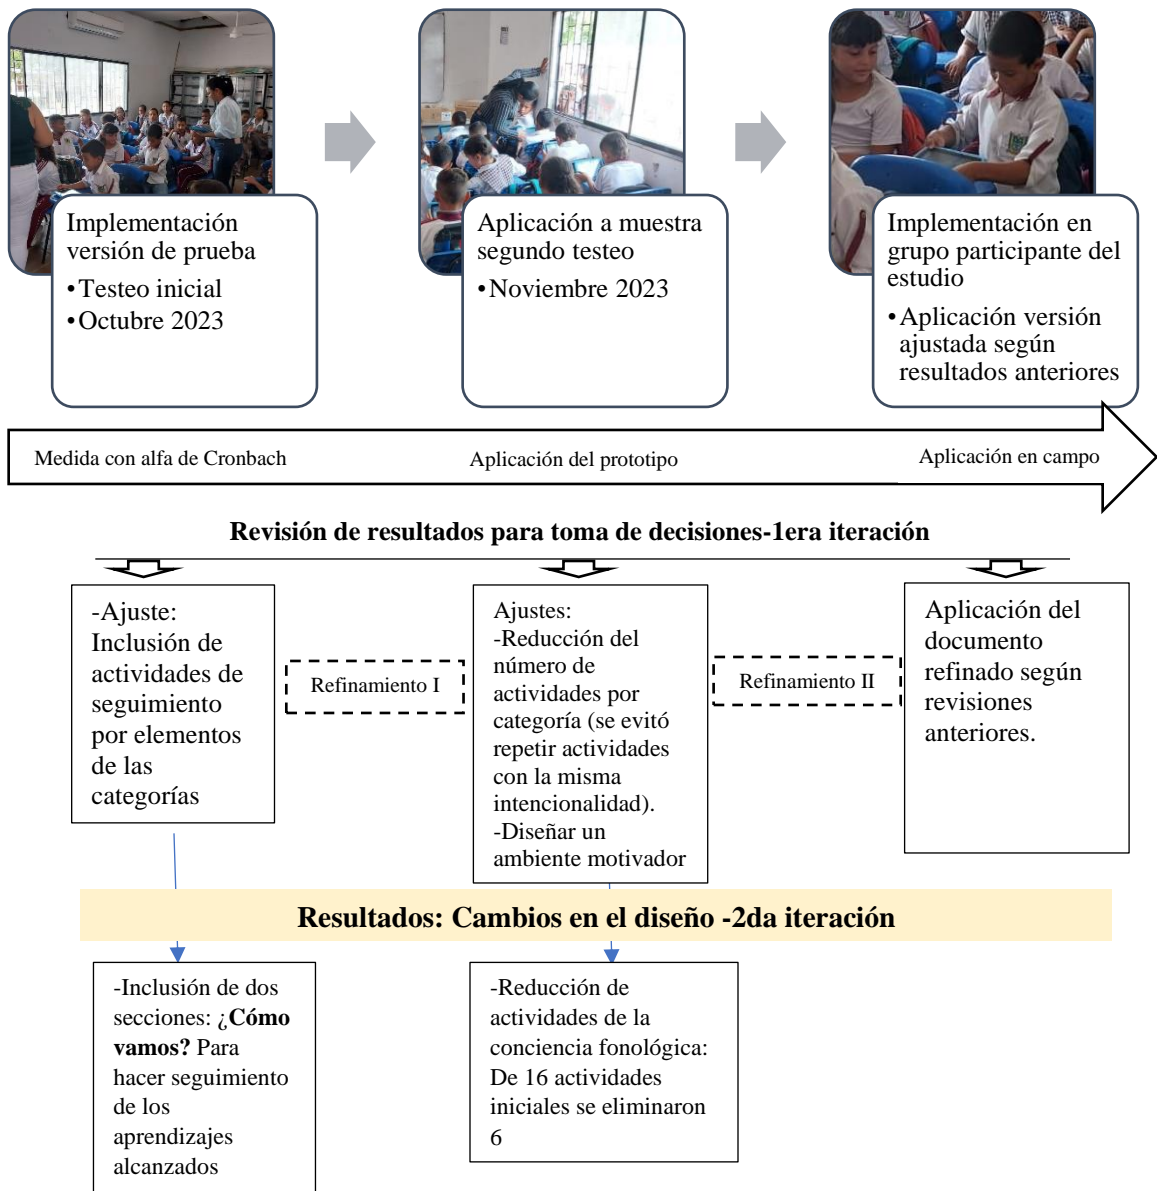 Implementación
versión de prueba
•Testeo inicial
•Octubre 2023
Aplicación a muestra
segundo testeo
•Noviembre 2023
Implementación en
grupo participante del
estudio
•Aplicación versión
ajustada según
resultados anteriores
Medida con alfa de Cronbach
Aplicación del prototipo
Aplicación en campo
Revisión de resultados para toma de decisiones-1era iteración
-Ajuste:
Inclusión de
actividades de
seguimiento
por elementos
de las
categorías
Refinamiento I
Ajustes:
-Reducción del
número de
actividades por
categoría (se evitó
repetir actividades
con la misma
intencionalidad).
-Diseñar un
ambiente motivador
Refinamiento II
Aplicación del
documento
refinado según
revisiones
anteriores.
Resultados: Cambios en el diseño -2da iteración
-Inclusión de dos
secciones: ¿Cómo
vamos? Para
hacer seguimiento
de los
aprendizajes
alcanzados
-Reducción de
actividades de la
conciencia fonológica:
De 16 actividades
iniciales se eliminaron
6